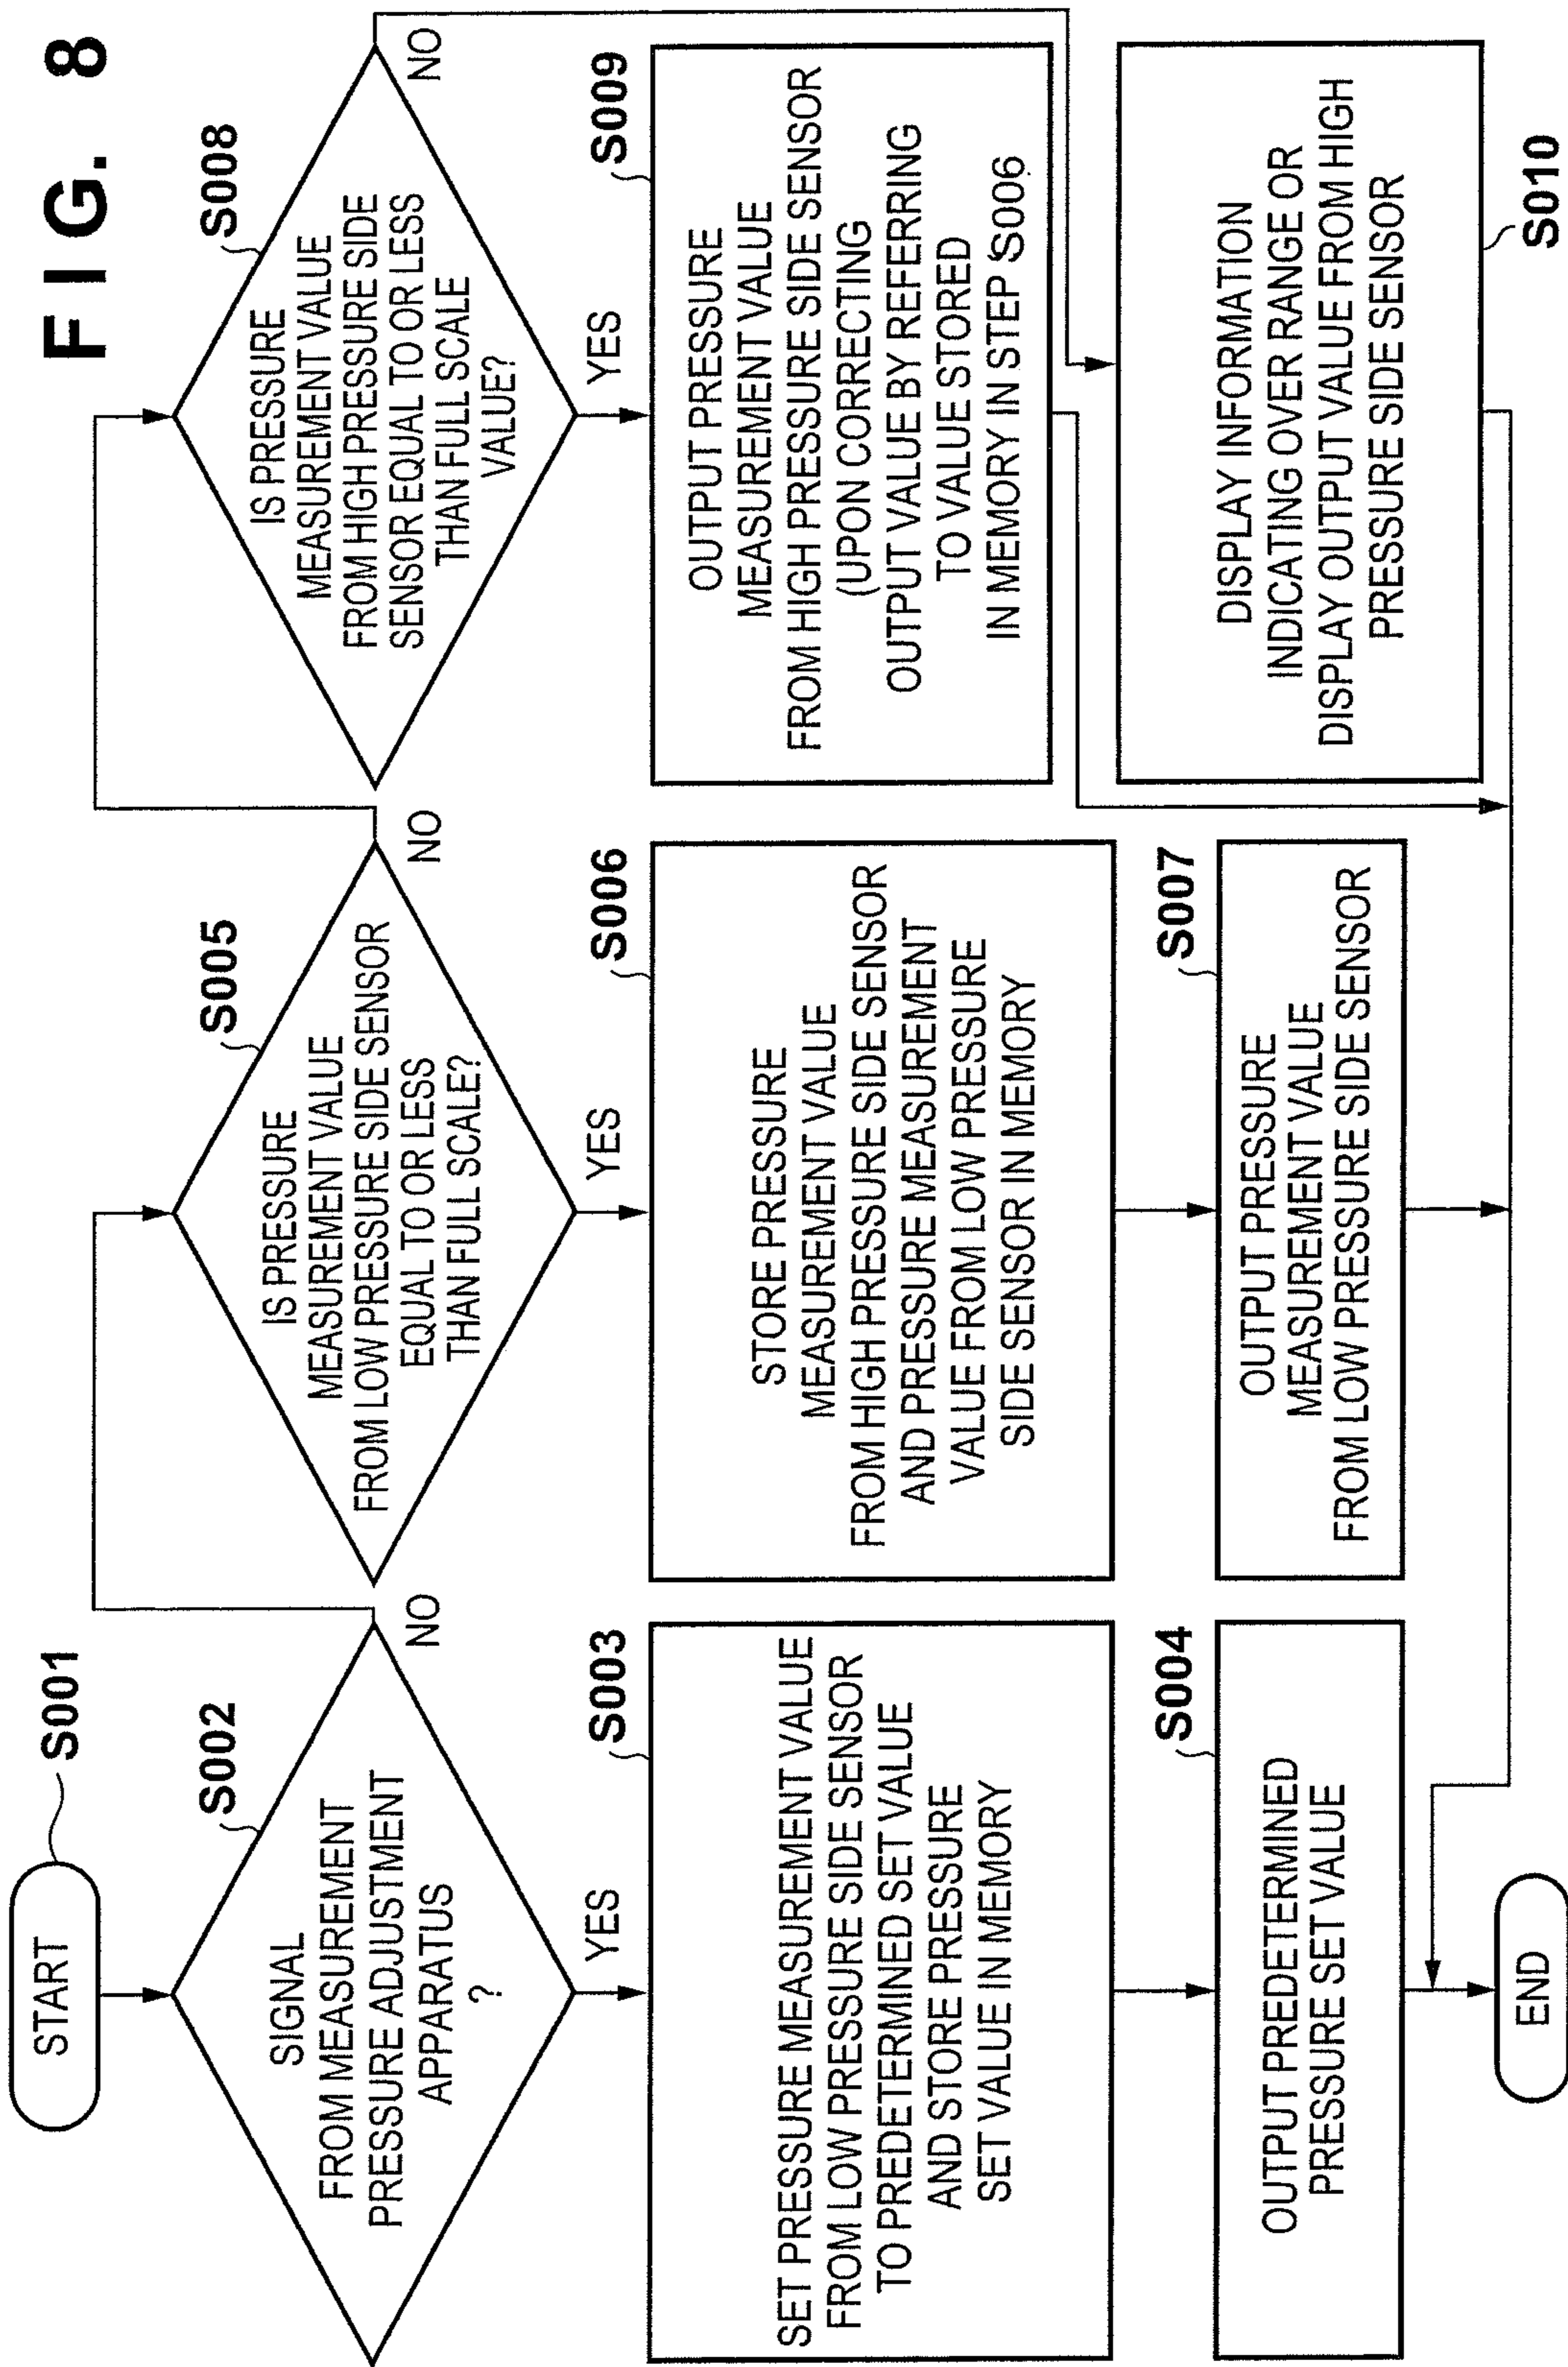 FIG. 8
START
S001
SIGNAL
FROM MEASUREMENT
PRESSURE ADJUSTMENT
APPARATUS
?
S002
NO
YES
SET PRESSURE MEASUREMENT VALUE
FROM LOW PRESSURE SIDE SENSOR
TO PREDETERMINED SET VALUE
AND STORE PRESSURE
SET VALUE IN MEMORY
S003
OUTPUT PREDETERMINED
PRESSURE SET VALUE
S004
END
IS PRESSURE
MEASUREMENT VALUE
FROM LOW PRESSURE SIDE SENSOR
EQUAL TO OR LESS
THAN FULL SCALE?
S005
NO
YES
STORE PRESSURE
MEASUREMENT VALUE
FROM HIGH PRESSURE SIDE SENSOR
AND PRESSURE MEASUREMENT
VALUE FROM LOW PRESSURE
SIDE SENSOR IN MEMORY
S006
OUTPUT PRESSURE
MEASUREMENT VALUE
FROM LOW PRESSURE SIDE SENSOR
S007
IS PRESSURE
MEASUREMENT VALUE
FROM HIGH PRESSURE SIDE
SENSOR EQUAL TO OR LESS
THAN FULL SCALE
VALUE?
S008
NO
YES
OUTPUT PRESSURE
MEASUREMENT VALUE
FROM HIGH PRESSURE SIDE SENSOR
(UPON CORRECTING
OUTPUT VALUE BY REFERRING
TO VALUE STORED
IN MEMORY IN STEP S006
S009
DISPLAY INFORMATION
INDICATING OVER RANGE OR
DISPLAY OUTPUT VALUE FROM HIGH
PRESSURE SIDE SENSOR
S010